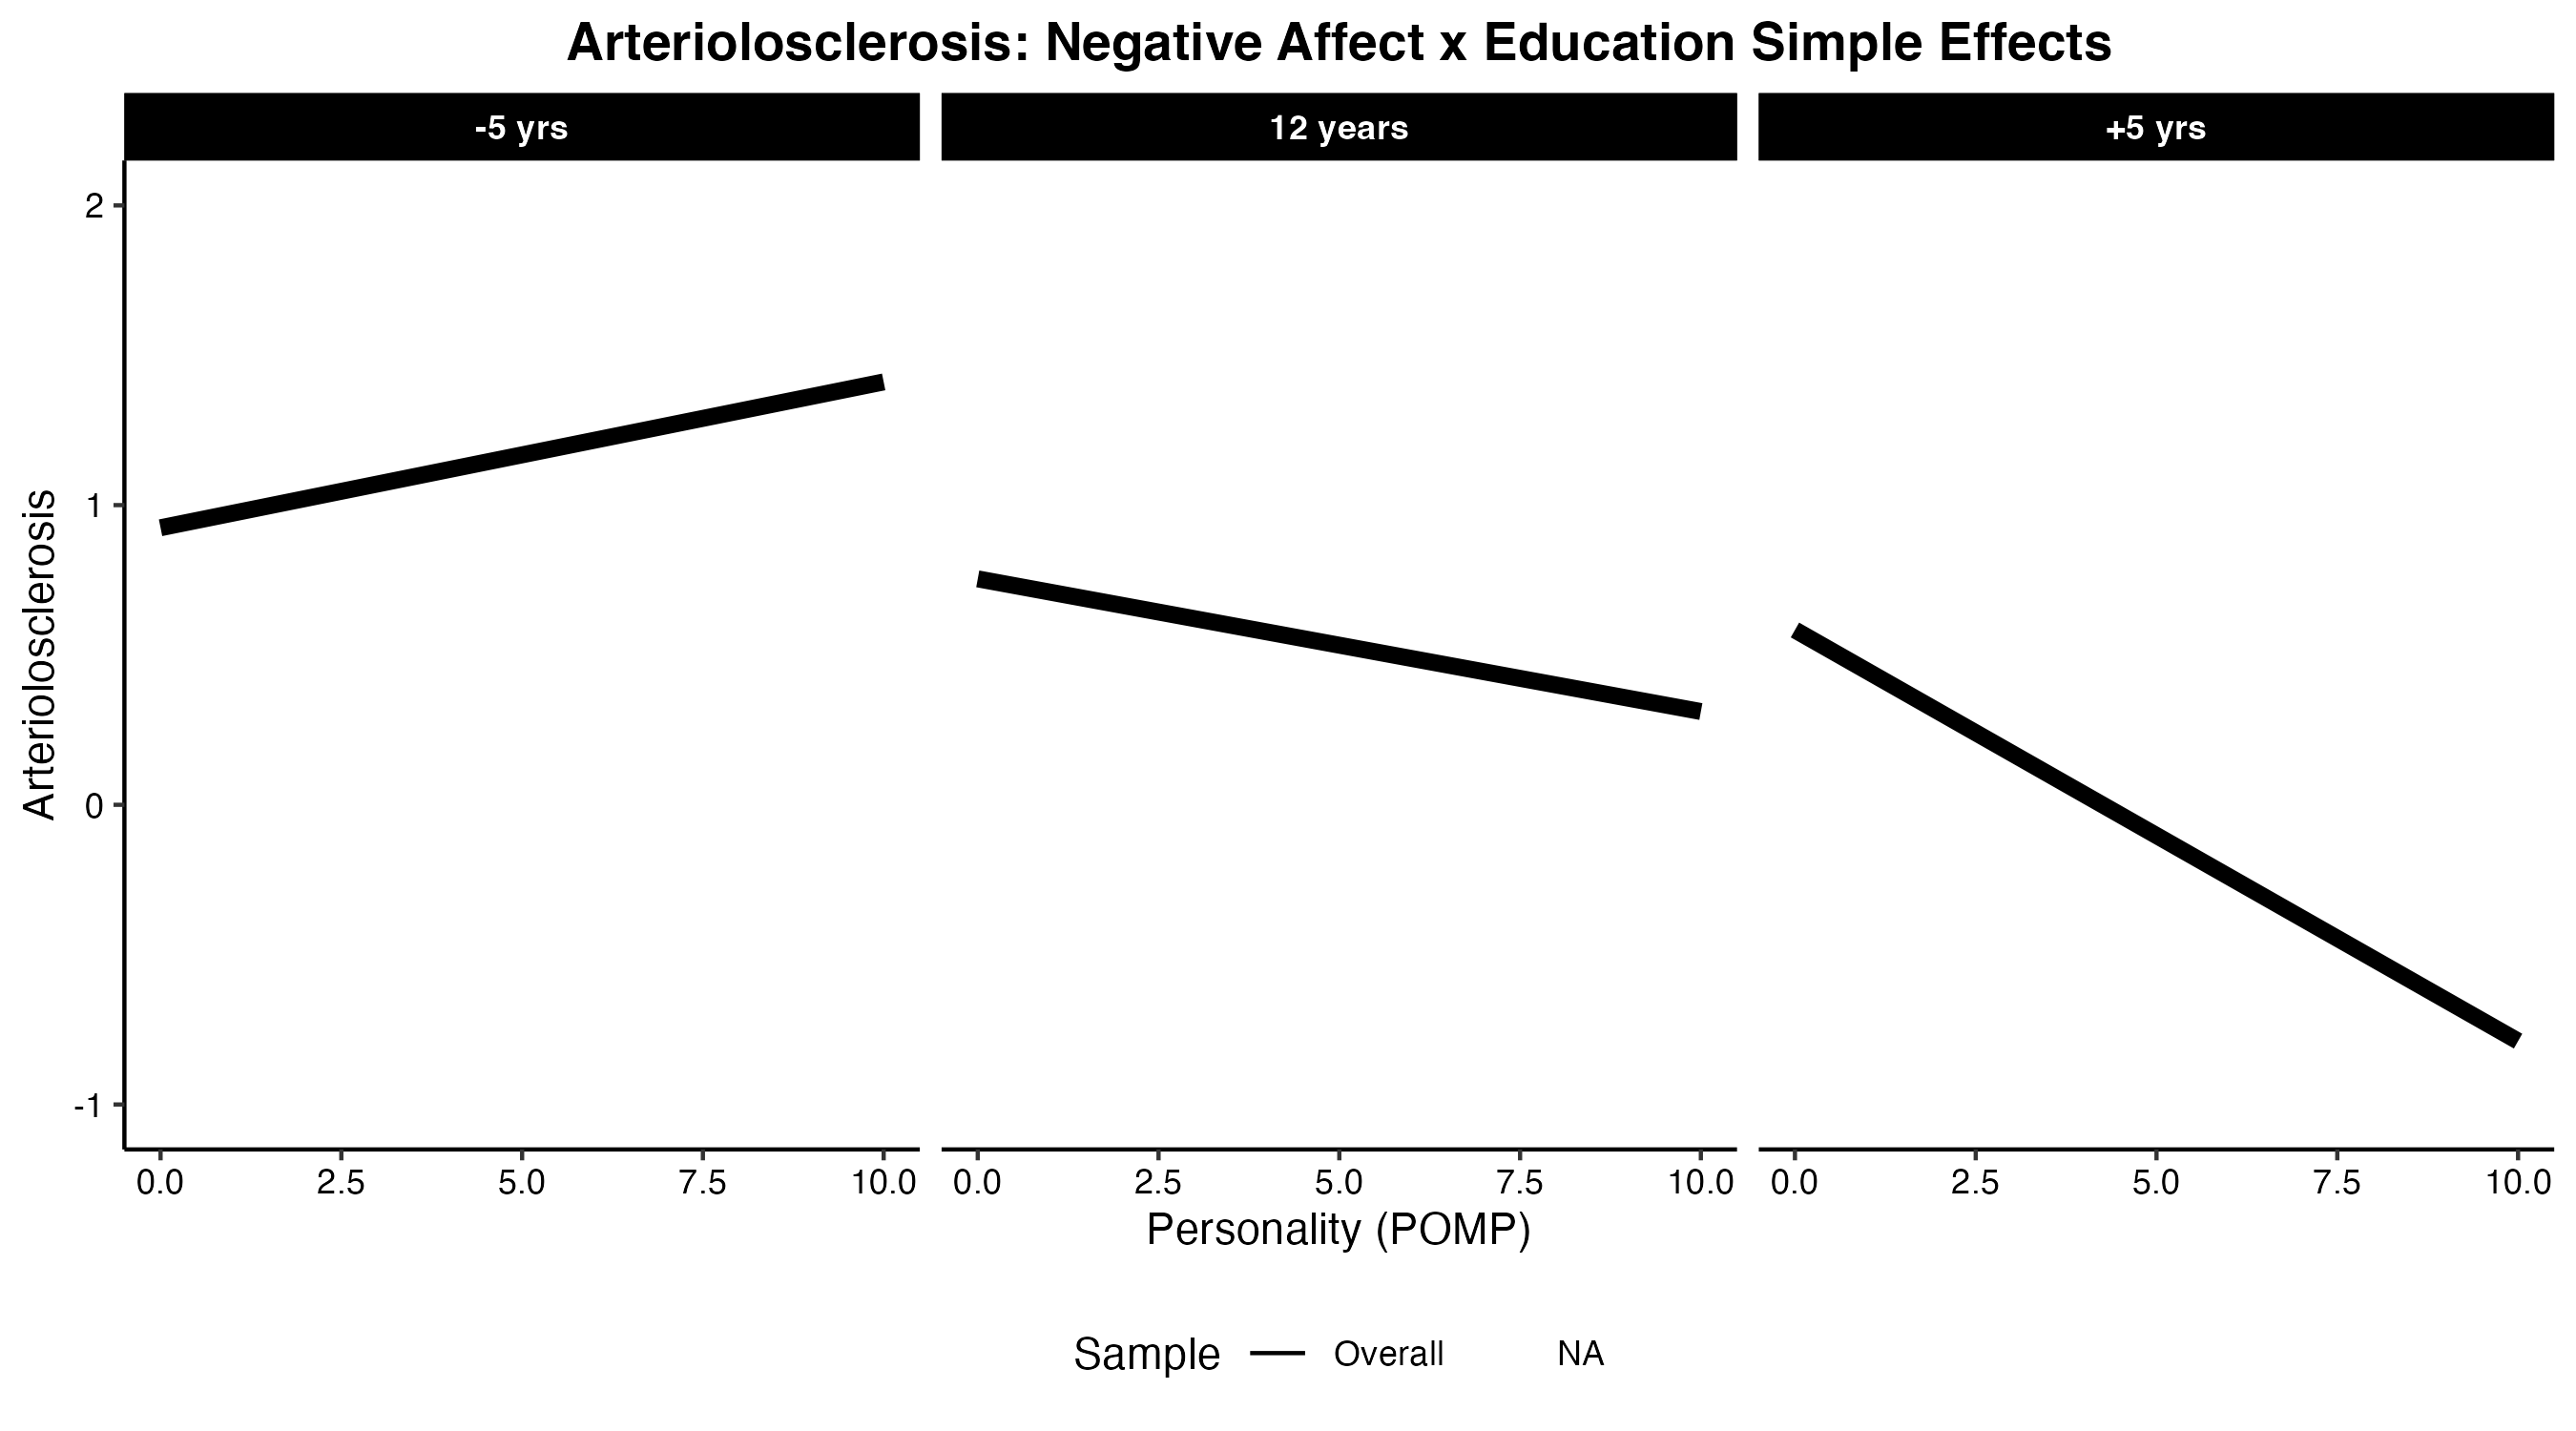 Arteriolosclerosis: Negative Affect x Education Simple Effects
-5 yrs
12 years
+5 yrs
2
1
0
-1
Arteriolosclerosis
0.0 2.5 5.0 7.5 10.0
0.0 2.5 5.0 7.5 10.0
0.0 2.5 5.0 7.5 10.0
Personality (POMP)
Sample Overall NA